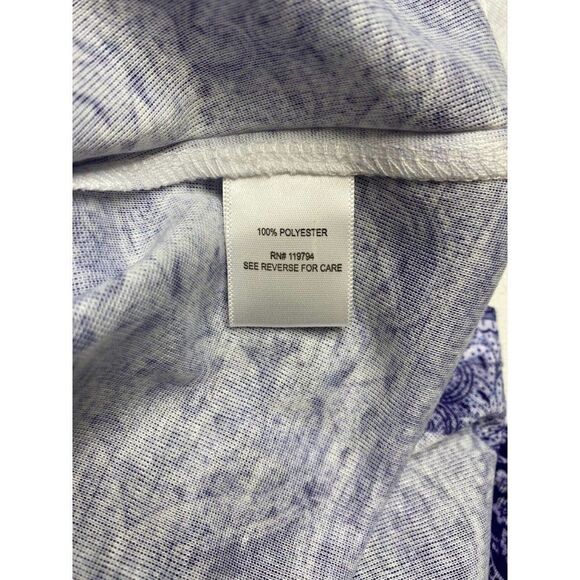 100% POLYESTER
RN# 119794
SEE REVERSE FOR CARE